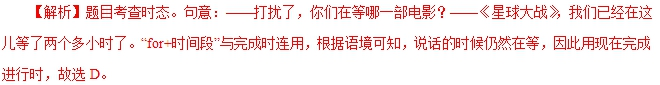 【解析】题目考查时态。句意：——打扰了，你们在等哪一部电影？——《星球大战》，我们已经在这
儿等了两个多小时了。“for+时间段”与完成时连用，根据语境可知，说话的时候仍然在等，因此用现在完成
进行时，故选 D。